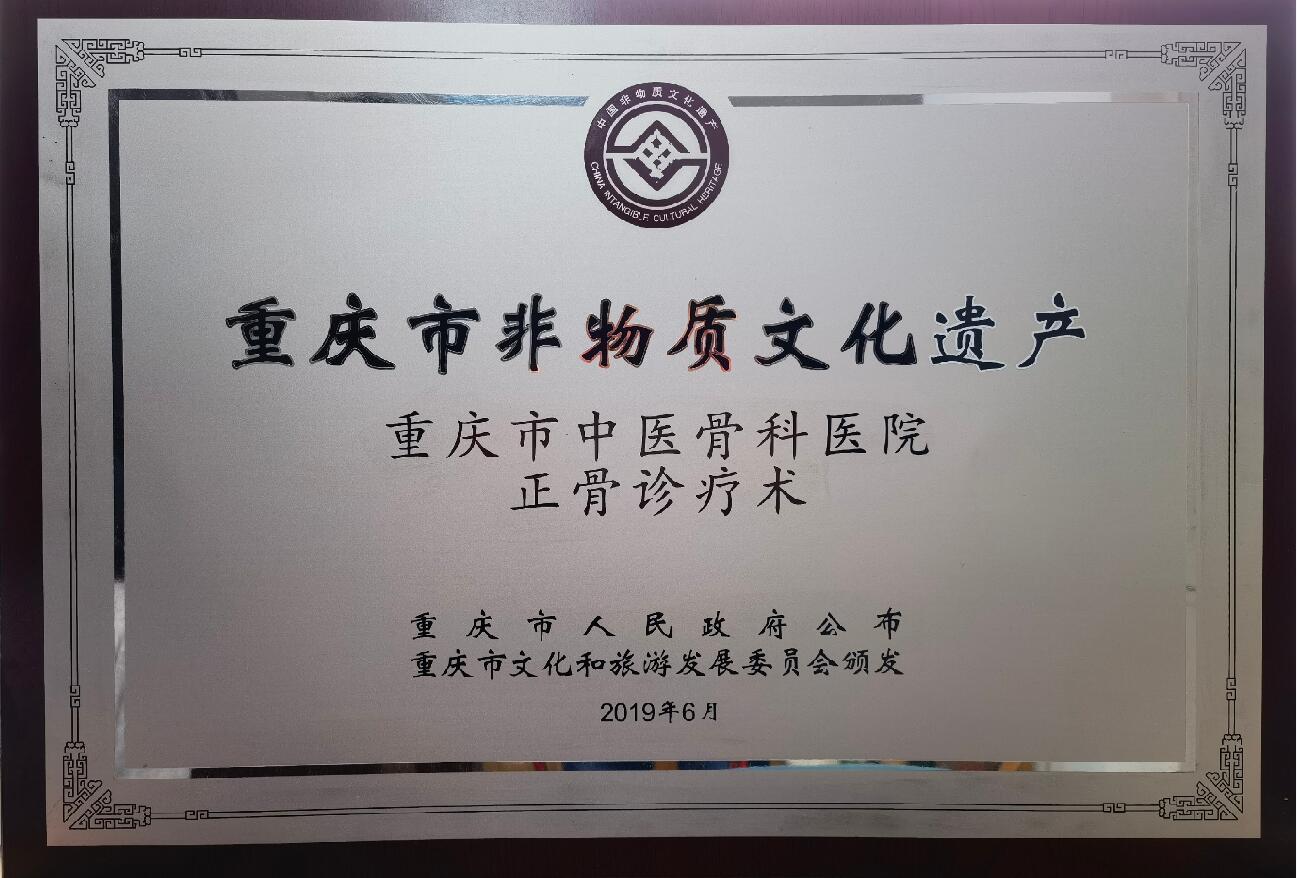 中国非物质文化遗产
CHINA INTANGIBLE CULTURAL HERITAGE
重庆市非物质文化遗产
重庆市中医骨科医院
正骨诊疗术
重庆市人民政府公布
重庆市文化和旅游发展委员会颁发
2019年6月